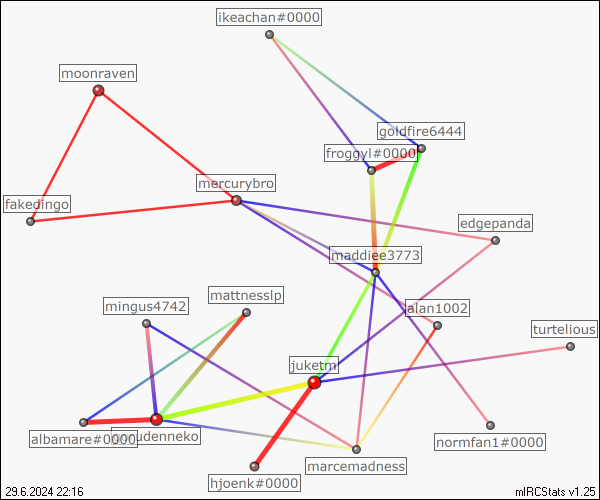 ikeachan#0000
moonraven
goldfire6444
froggyl#0000
mercurybro
fakedingo
edgepanda
maddiee3773
mattnesslp
mingus4742
alan1002
turtelious
juketm
albamare#0000
udenneko
normfan1#0000
marcemadness
hjoenk#0000
29.6.2024 22:16
mIRCStats v1.25